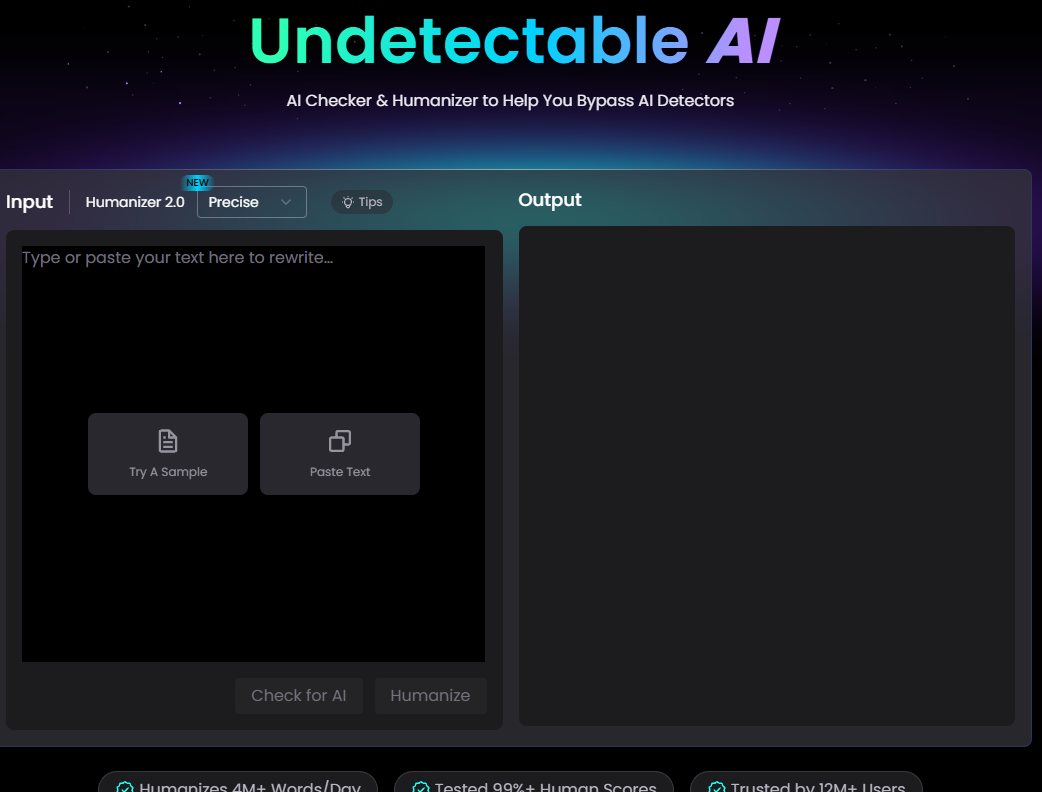 Undetectable AI
AI Checker & Humanizer to Help You Bypass AI Detectors
NEW
Input
Humanizer 2.0
Precise
Tips
Output
Type or paste your text here to rewrite...
Try A Sample
Paste Text
Check for AI
Humanize
Humanizes 4M+ Words/Day
Tested 99%+ Human Scores
Trusted by 12M+ Users